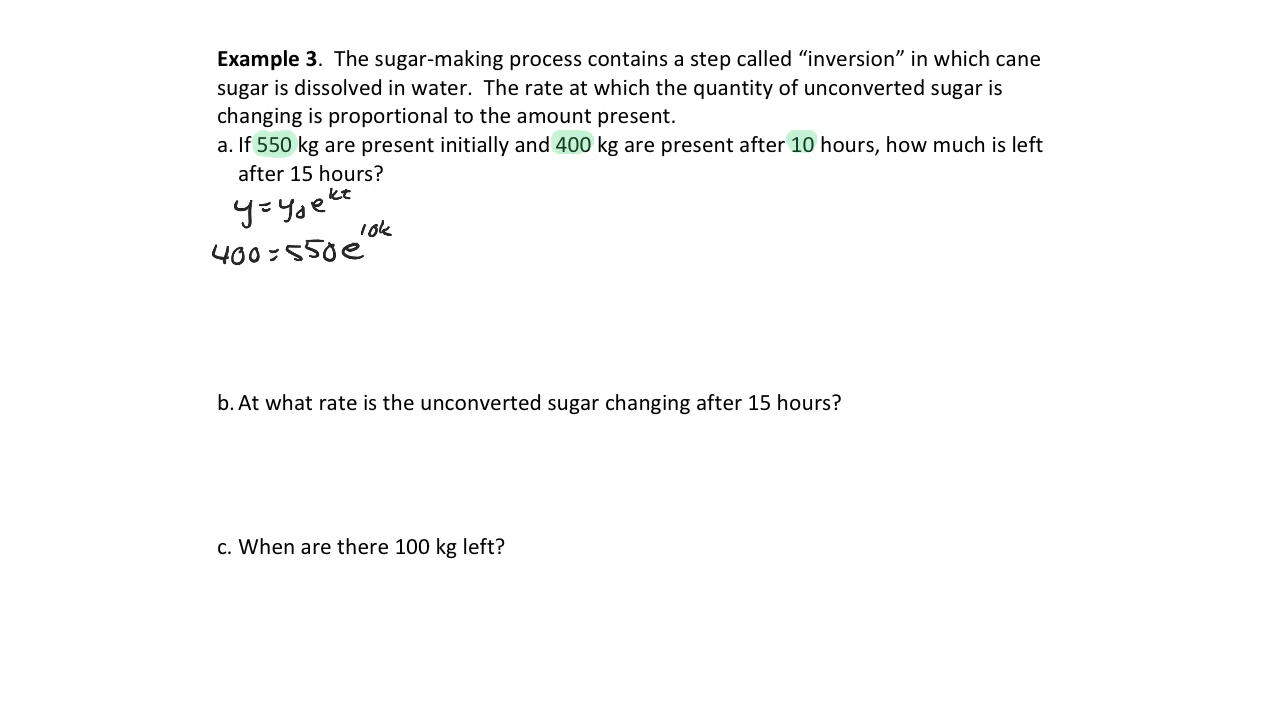 Example 3.  The sugar-making process contains a step called “inversion” in which cane
sugar is dissolved in water.  The rate at which the quantity of unconverted sugar is
changing is proportional to the amount present.
a. If 550 kg are present initially and 400 kg are present after 10 hours, how much is left
after 15 hours?
y = y₀e^kt
400 = 550e^10k
b. At what rate is the unconverted sugar changing after 15 hours?
c. When are there 100 kg left?